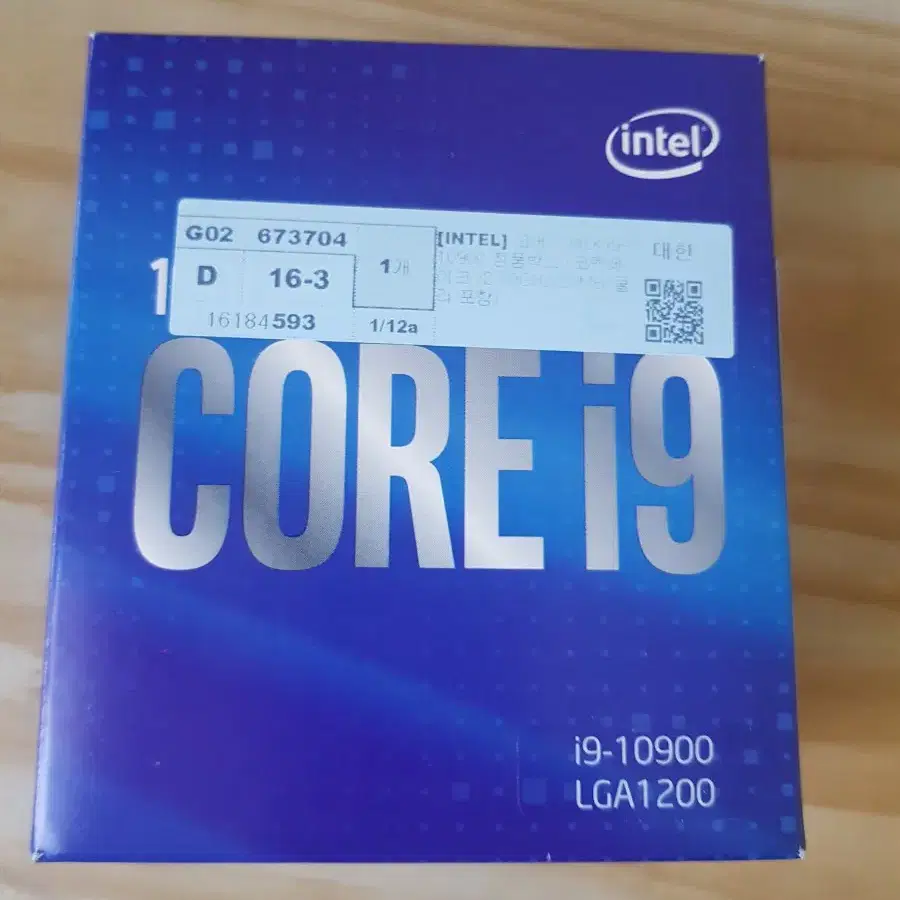 intel
G02 673704
D 16-3
1개
16184593
1/12a
[INTEL]
대한
CORE i9
i9-10900
LGA1200